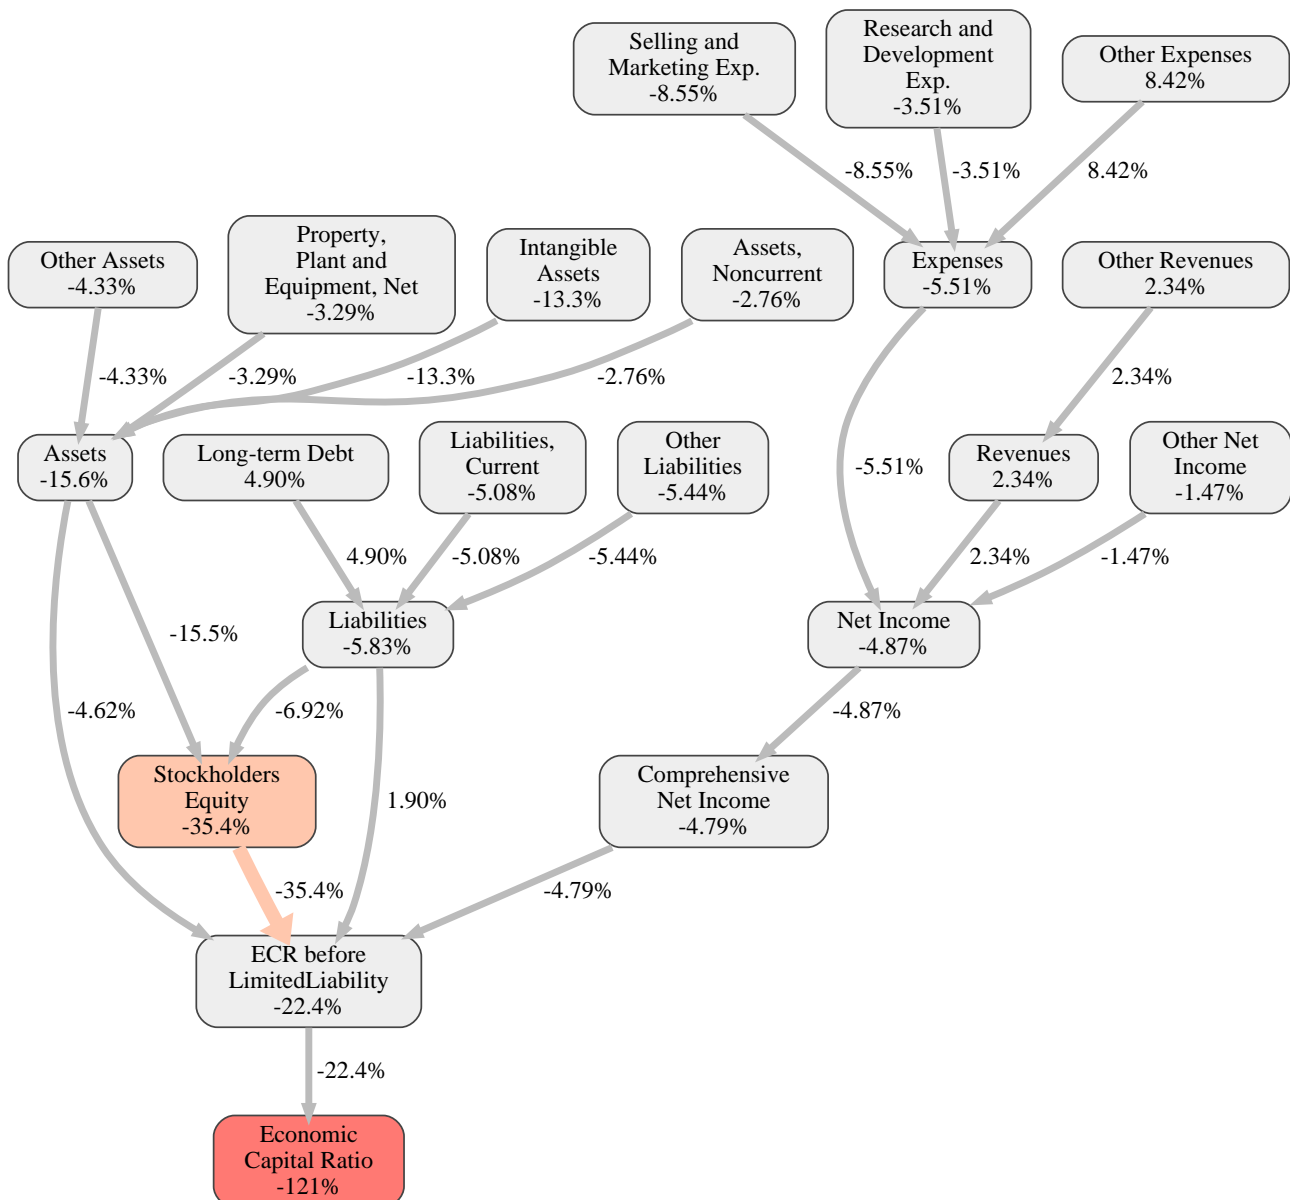 Selling and
Marketing Exp.
-8.55%
Research and
Development
Exp.
-3.51%
Other Expenses
8.42%
-8.55%
-3.51%
8.42%
Other Assets
-4.33%
Property,
Plant and
Equipment, Net
-3.29%
Intangible
Assets
-13.3%
Assets,
Noncurrent
-2.76%
Expenses
-5.51%
Other Revenues
2.34%
-4.33%
-3.29%
-13.3%
-2.76%
2.34%
Assets
-15.6%
Long-term Debt
4.90%
Liabilities,
Current
-5.08%
Other
Liabilities
-5.44%
-5.51%
Revenues
2.34%
Other Net
Income
-1.47%
4.90%
-5.08%
-5.44%
2.34%
-1.47%
-15.5%
Liabilities
-5.83%
Net Income
-4.87%
-4.62%
-6.92%
-4.87%
Stockholders
Equity
-35.4%
1.90%
Comprehensive
Net Income
-4.79%
-35.4%
-4.79%
ECR before
LimitedLiability
-22.4%
-22.4%
Economic
Capital Ratio
-121%